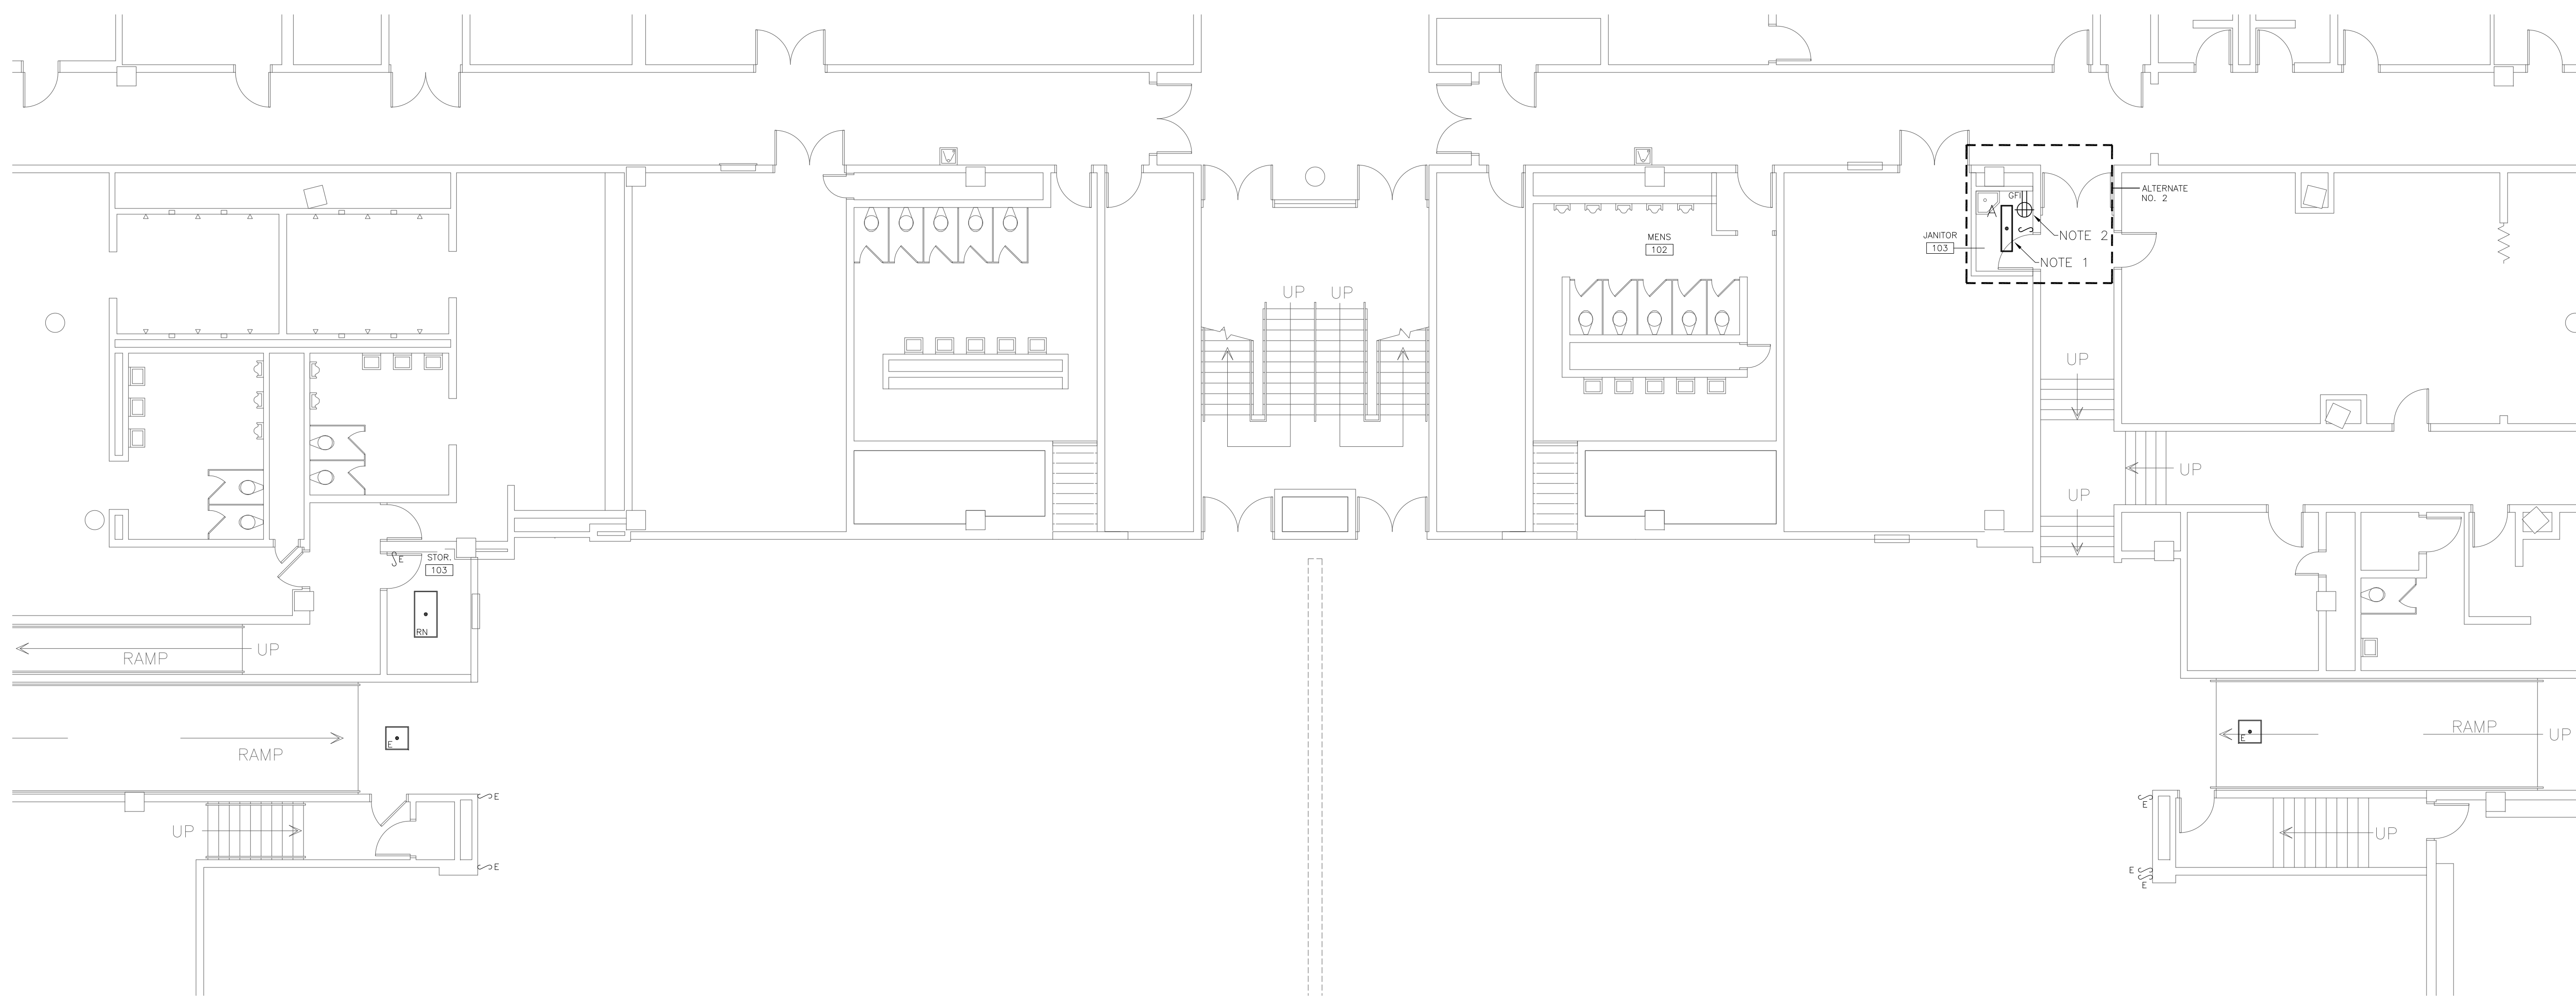 ALTERNATE
NO. 2
GFI
A
NOTE 2
NOTE 1
JANITOR
103
MENS
102
UP
UP
UP
UP
UP
E
STOR.
103
RN
UP
RAMP
RAMP
E
E
UP
E
RAMP
UP
E
E
UP
E
E
E